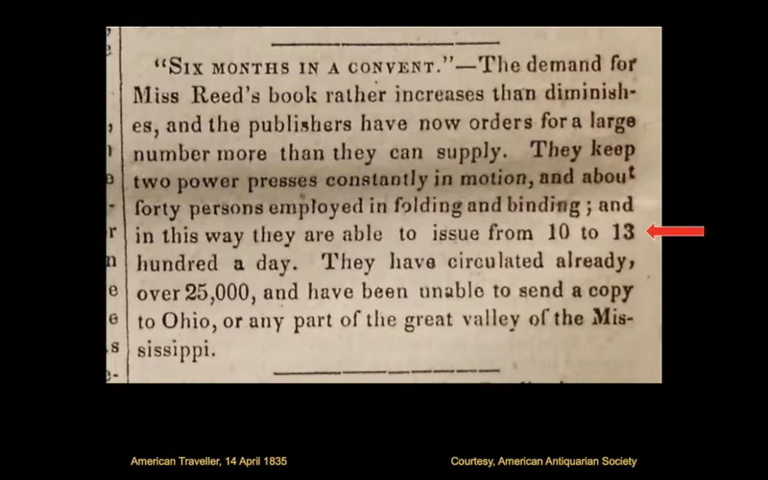 "SIX MONTHS IN A CONVENT."—The demand for
Miss Reed's book rather increases than diminish-
es, and the publishers have now orders for a large
number more than they can supply. They keep
two power presses constantly in motion, and about
forty persons employed in folding and binding; and
in this way they are able to issue from 10 to 13
hundred a day. They have circulated already,
over 25,000, and have been unable to send a copy
to Ohio, or any part of the great valley of the Mis-
sissippi.
American Traveller, 14 April 1835
Courtesy, American Antiquarian Society